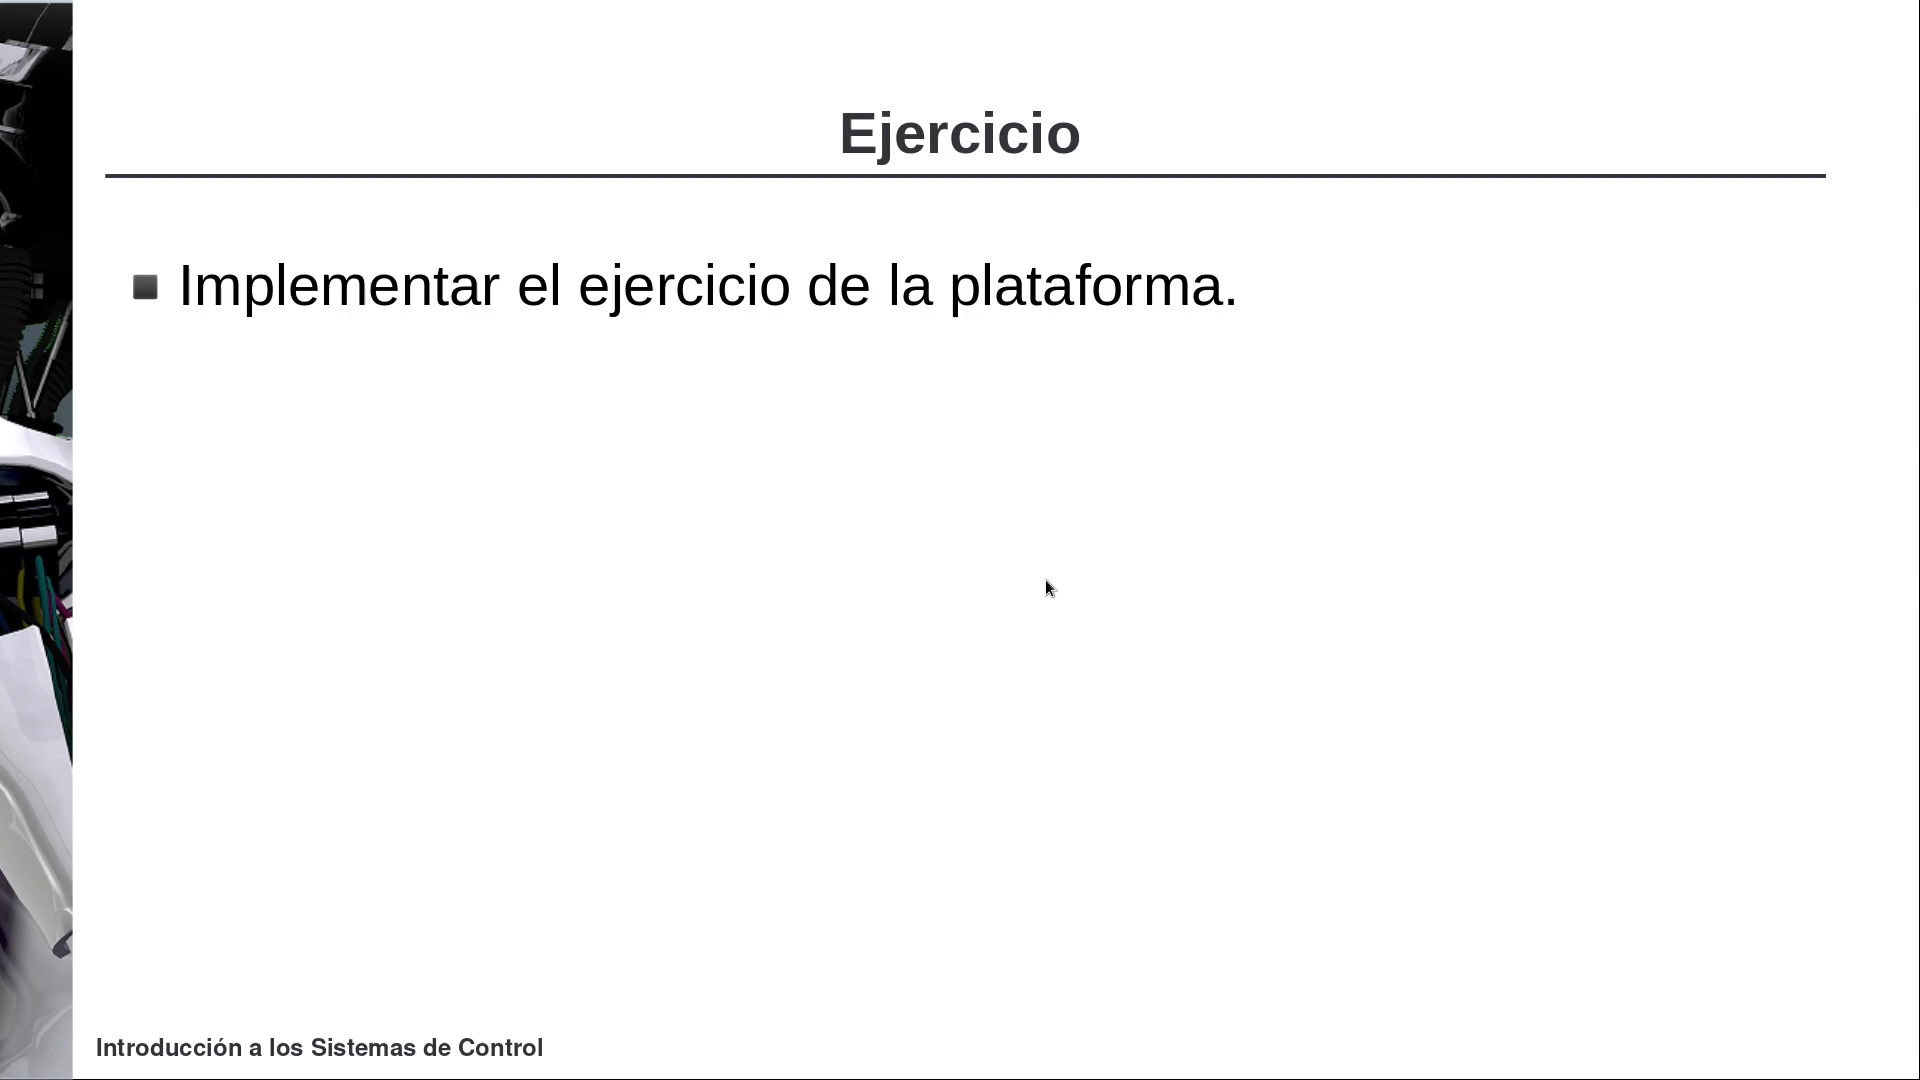 Ejercicio
Implementar el ejercicio de la plataforma.
Introducción a los Sistemas de Control